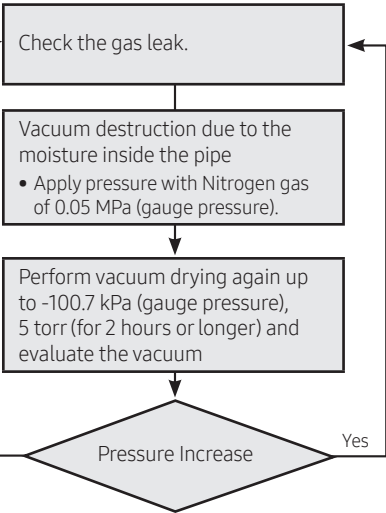 Check the gas leak.
Vacuum destruction due to the
moisture inside the pipe
• Apply pressure with Nitrogen gas
of 0.05 MPa (gauge pressure).
Perform vacuum drying again up
to -100.7 kPa (gauge pressure),
5 torr (for 2 hours or longer) and
evaluate the vacuum
Pressure Increase
Yes